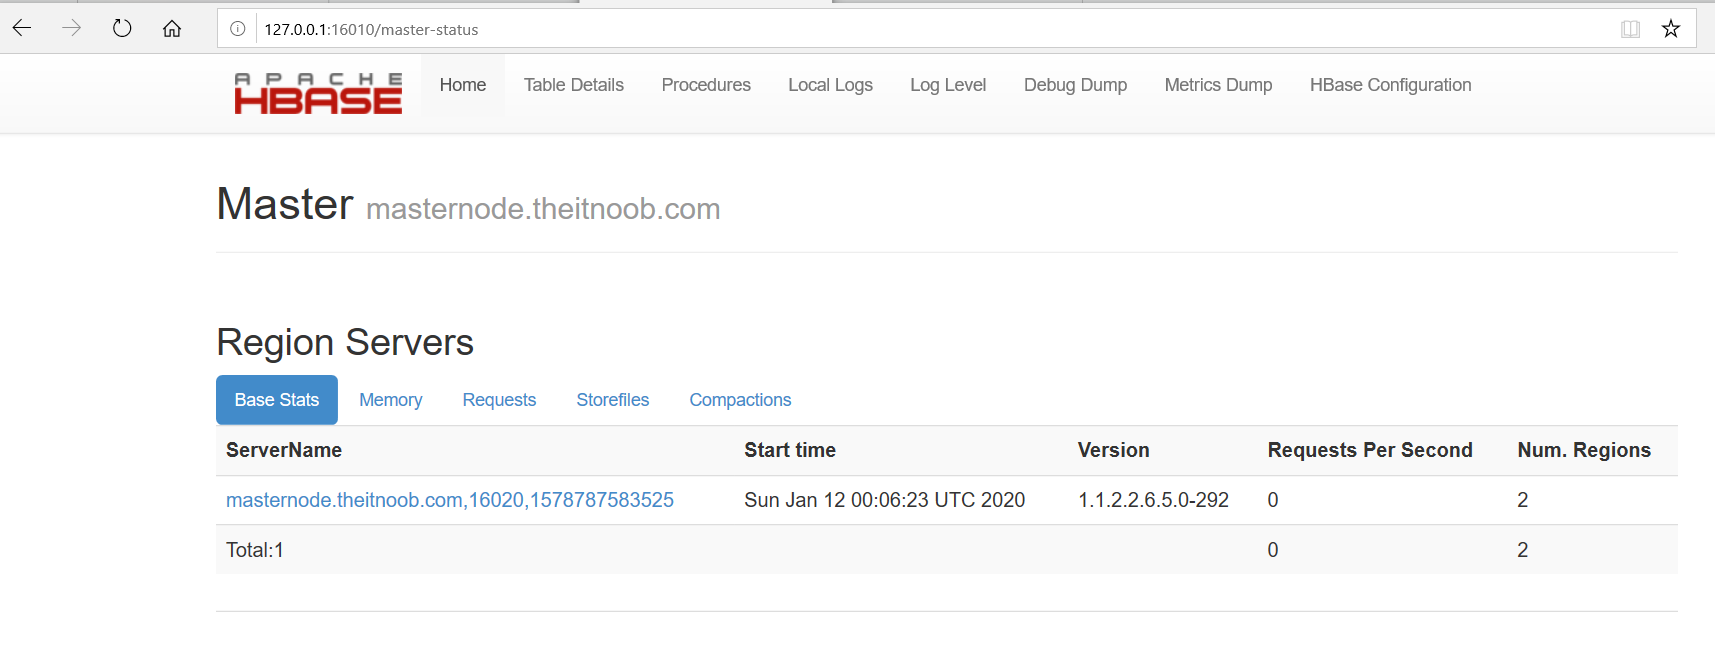 127.0.0.1:16010/master-status
APACHE
HBASE
Home Table Details Procedures Local Logs Log Level Debug Dump Metrics Dump HBase Configuration
Master masternode.theitnoob.com
Region Servers
Base Stats Memory Requests Storefiles Compactions
ServerName Start time Version Requests Per Second Num. Regions
masternode.theitnoob.com,16020,1578787583525 Sun Jan 12 00:06:23 UTC 2020 1.1.2.2.6.5.0-292 0 2
Total:1 0 2